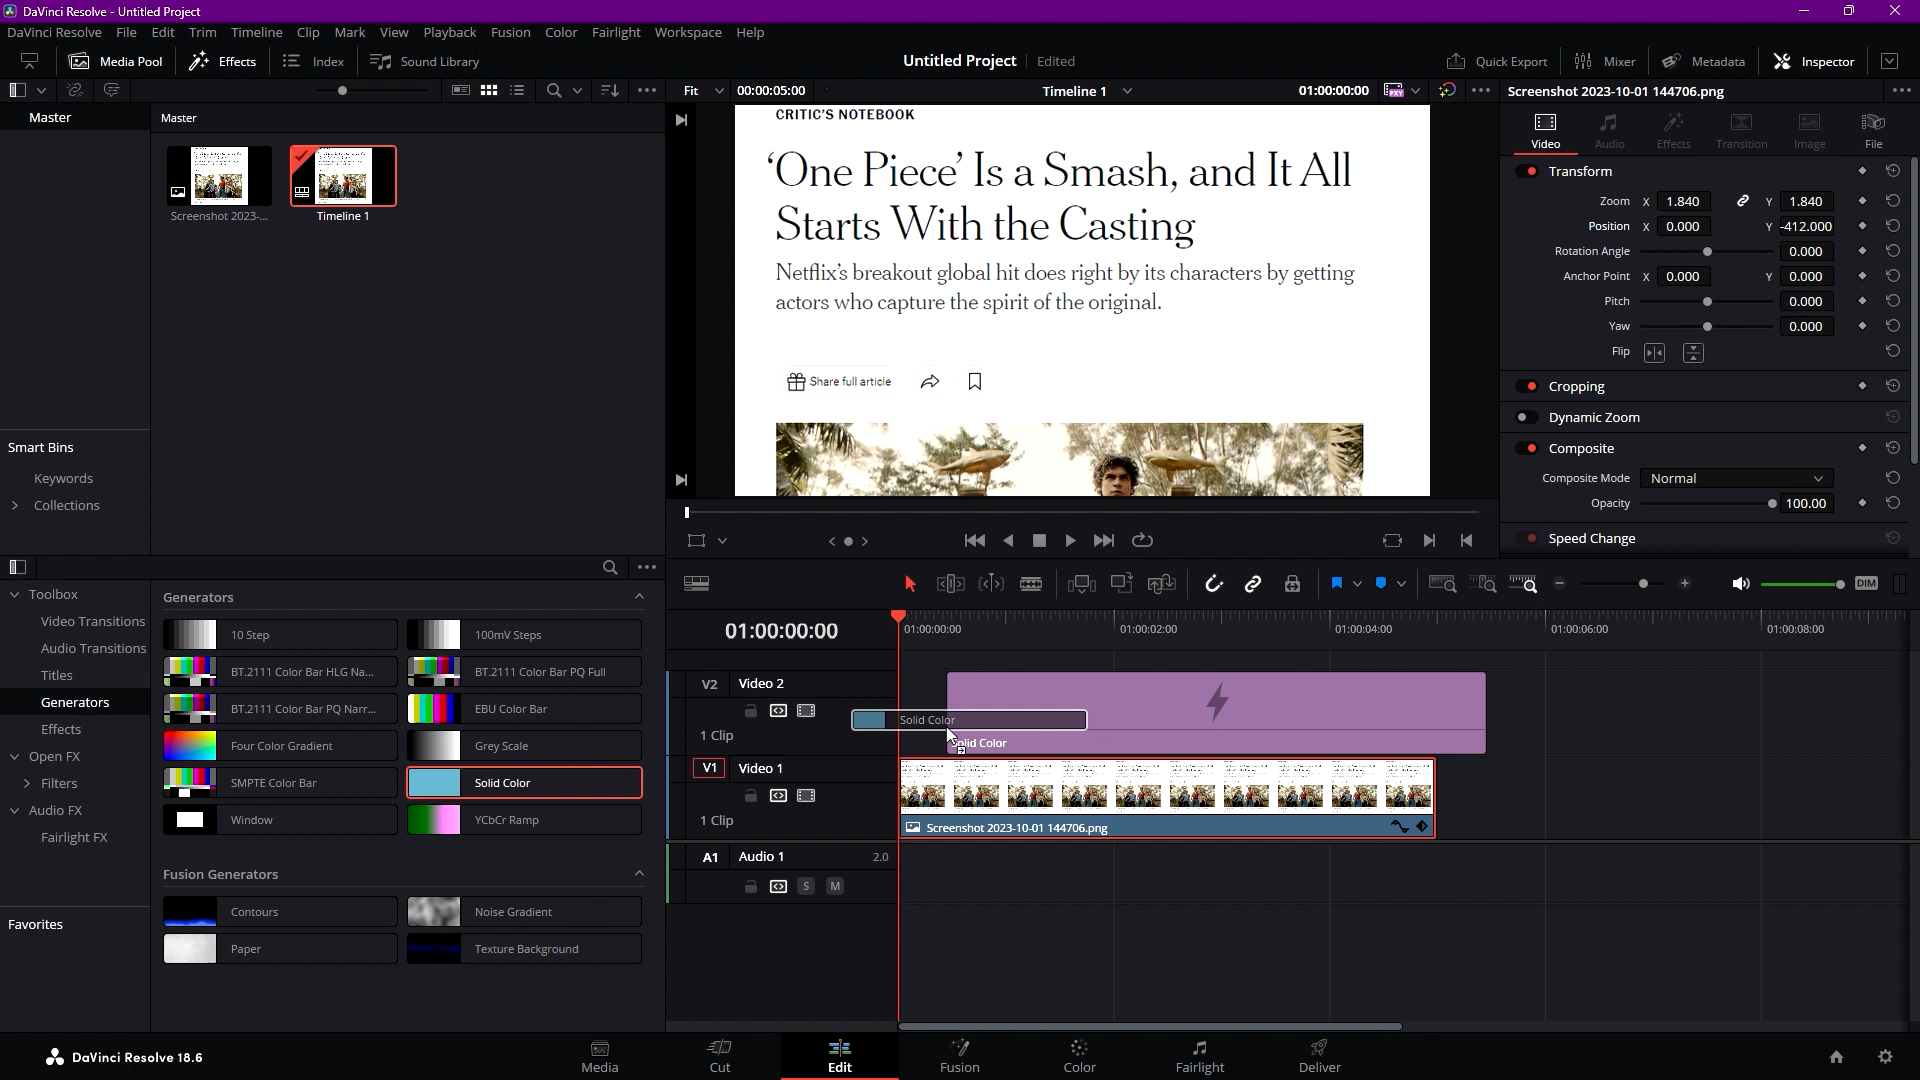 DaVinci Resolve - Untitled Project
DaVinci Resolve File Edit Trim Timeline Clip Mark View Playback Fusion Color Fairlight Workspace Help
Media Pool Effects Index Sound Library Untitled Project Edited Quick Export Mixer Metadata Inspector
Fit 00:00:05:00 Timeline 1 01:00:00:00 Screenshot 2023-10-01 144706.png
Master
Master
Screenshot 2023-...
Timeline 1
Smart Bins
Keywords
Collections
CRITIC'S NOTEBOOK
‘One Piece’ Is a Smash, and It All
Starts With the Casting
Netflix’s breakout global hit does right by its characters by getting
actors who capture the spirit of the original.
Share full article
Video Audio Effects Transition Image File
Transform
Zoom X 1.840 Y 1.840
Position X 0.000 Y -412.000
Rotation Angle 0.000
Anchor Point X 0.000 Y 0.000
Pitch 0.000
Yaw 0.000
Flip
Cropping
Dynamic Zoom
Composite
Composite Mode Normal
Opacity 100.00
Speed Change
Toolbox
Video Transitions
Audio Transitions
Titles
Generators
Effects
Open FX
Filters
Audio FX
Fairlight FX
Favorites
Generators
10 Step 100mV Steps
BT.2111 Color Bar HLG Na... BT.2111 Color Bar PQ Full
BT.2111 Color Bar PQ Narr... EBU Color Bar
Four Color Gradient Grey Scale
SMPTE Color Bar Solid Color
Window YCbCr Ramp
Fusion Generators
Contours Noise Gradient
Paper Texture Background
DIM
01:00:00:00 01:00:00:00 01:00:02:00 01:00:04:00 01:00:06:00 01:00:08:00
V2 Video 2
1 Clip
Solid Color
Solid Color
V1 Video 1
1 Clip
Screenshot 2023-10-01 144706.png
A1 Audio 1 2.0
S M
DaVinci Resolve 18.6
Media Cut Edit Fusion Color Fairlight Deliver